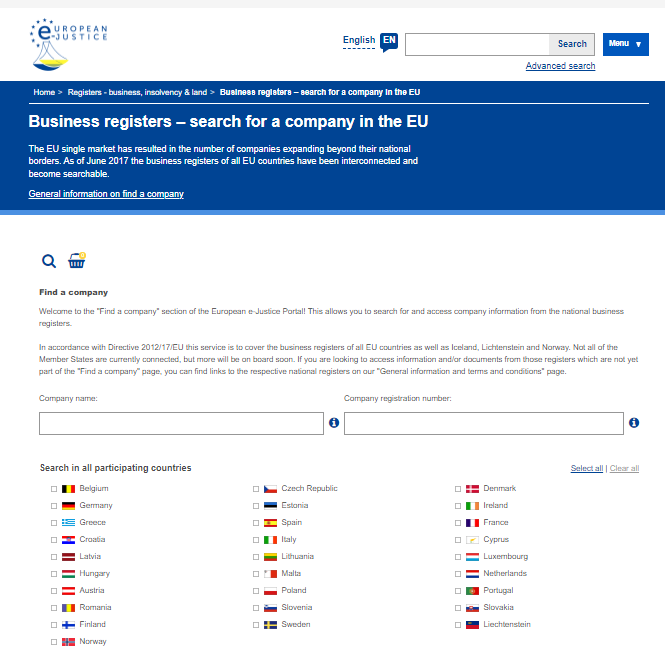 EUROPEAN
e-JUSTICE
English EN
Search
Menu ▼
Advanced search
Home > Registers - business, insolvency & land > Business registers – search for a company in the EU
Business registers – search for a company in the EU
The EU single market has resulted in the number of companies expanding beyond their national
borders. As of June 2017 the business registers of all EU countries have been interconnected and
become searchable.
General information on find a company
Find a company
Welcome to the "Find a company" section of the European e-Justice Portal! This allows you to search for and access company information from the national business
registers.
In accordance with Directive 2012/17/EU this service is to cover the business registers of all EU countries as well as Iceland, Lichtenstein and Norway. Not all of the
Member States are currently connected, but more will be on board soon. If you are looking to access information and/or documents from those registers which are not yet
part of the "Find a company" page, you can find links to the respective national registers on our "General information and terms and conditions" page.
Company name: Company registration number:
Search in all participating countries Select all | Clear all
Belgium Czech Republic Denmark
Germany Estonia Ireland
Greece Spain France
Croatia Italy Cyprus
Latvia Lithuania Luxembourg
Hungary Malta Netherlands
Austria Poland Portugal
Romania Slovenia Slovakia
Finland Sweden Liechtenstein
Norway